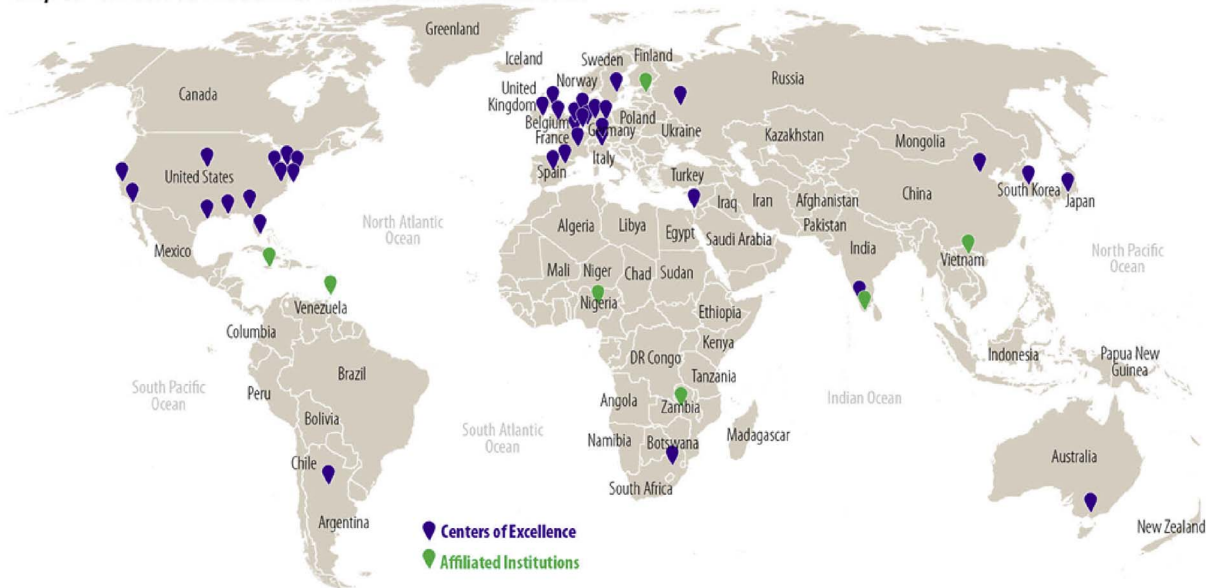 Greenland
Iceland
Sweden
Finland
Norway
Russia
Canada
United
Kingdom
Belgium
Poland
Germany
Ukraine
France
Kazakhstan
Mongolia
United States
Italy
Spain
Turkey
China
South Korea
Japan
Iraq
Iran
Afghanistan
Pakistan
North Atlantic
Ocean
Algeria
Libya
Egypt
Saudi Arabia
India
Mexico
Vietnam
North Pacific
Ocean
Mali
Niger
Chad
Sudan
Nigeria
Venezuela
Ethiopia
Columbia
Kenya
DR Congo
Indonesia
Papua New
Guinea
Tanzania
Brazil
South Pacific
Ocean
Peru
Angola
Zambia
Indian Ocean
Bolivia
South Atlantic
Ocean
Namibia
Botswana
Madagascar
Chile
Australia
South Africa
Argentina
New Zealand
Centers of Excellence
Affiliated Institutions